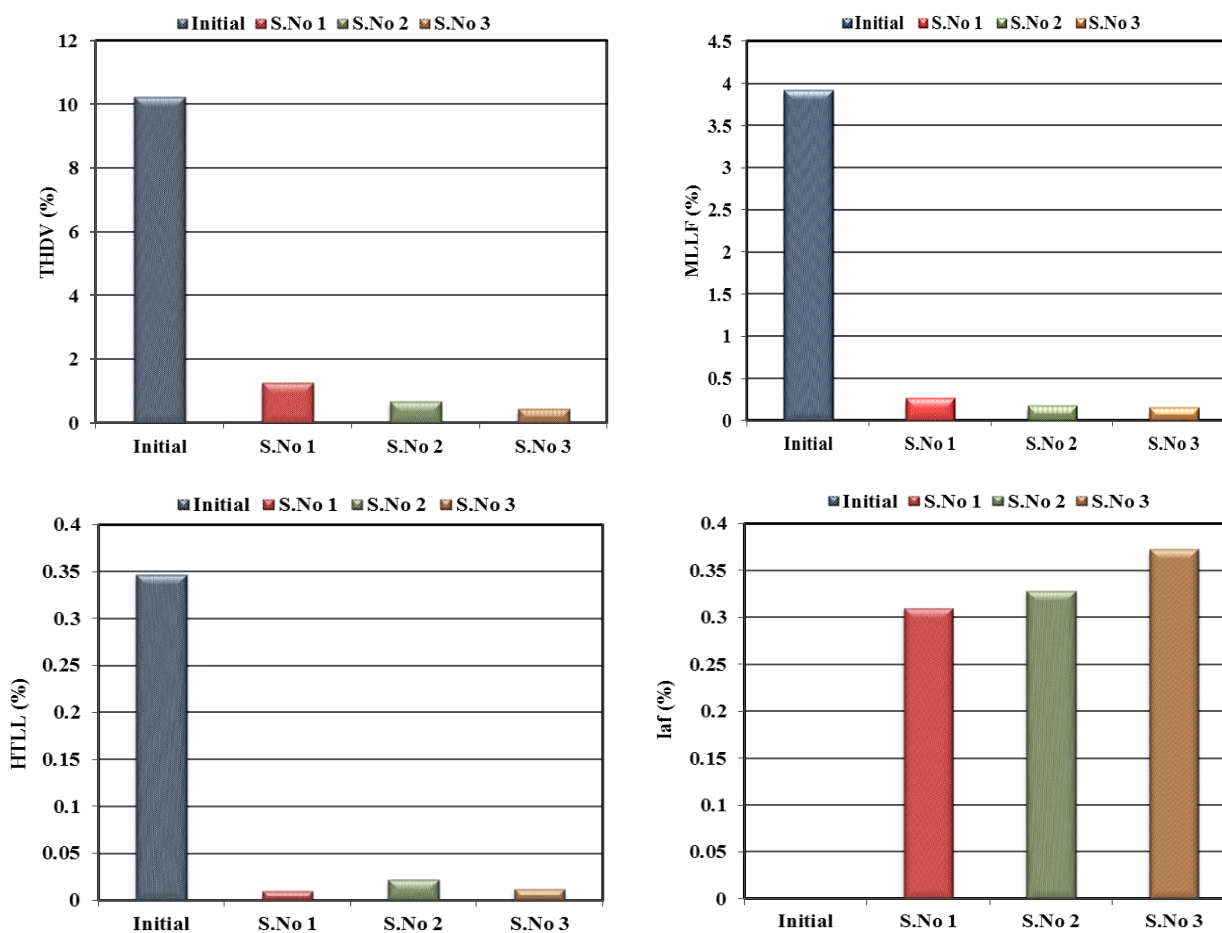 Initial S.No 1 S.No 2 S.No 3
THDV (%)
12
10
8
6
4
2
0
Initial S.No 1 S.No 2 S.No 3
Initial S.No 1 S.No 2 S.No 3
MLLF (%)
4.5
4
3.5
3
2.5
2
1.5
1
0.5
0
Initial S.No 1 S.No 2 S.No 3
Initial S.No 1 S.No 2 S.No 3
HTLL (%)
0.4
0.35
0.3
0.25
0.2
0.15
0.1
0.05
0
Initial S.No 1 S.No 2 S.No 3
Initial S.No 1 S.No 2 S.No 3
Iaf (%)
0.4
0.35
0.3
0.25
0.2
0.15
0.1
0.05
0
Initial S.No 1 S.No 2 S.No 3